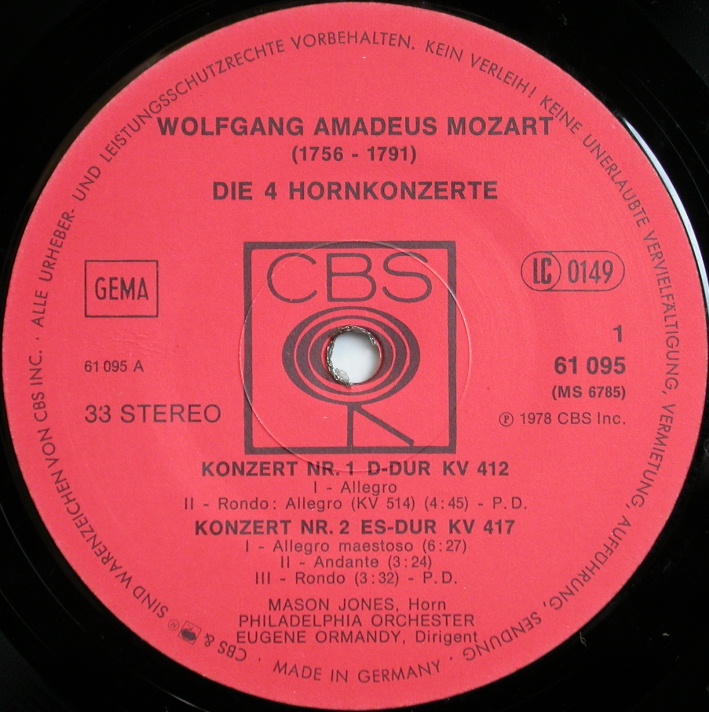 ALLE URHEBER- UND LEISTUNGSSCHUTZRECHTE VORBEHALTEN. KEIN VERLEIH! KEINE UNERLAUBTE VERVIELFÄLTIGUNG, VERMIETUNG, AUFFÜHRUNG, SENDUNG · MADE IN GERMANY · CBS & ® SIND WARENZEICHEN VON CBS INC. ·
WOLFGANG AMADEUS MOZART
(1756 - 1791)
DIE 4 HORNKONZERTE
CBS
GEMA
LC 0149
61 095 A
1
61 095
(MS 6785)
33 STEREO
℗ 1978 CBS Inc.
KONZERT NR. 1 D-DUR KV 412
I - Allegro
II - Rondo: Allegro (KV 514) (4:45) - P.D.
KONZERT NR. 2 ES-DUR KV 417
I - Allegro maestoso (6:27)
II - Andante (3:24)
III - Rondo (3:32) - P.D.
MASON JONES, Horn
PHILADELPHIA ORCHESTER
EUGENE ORMANDY, Dirigent